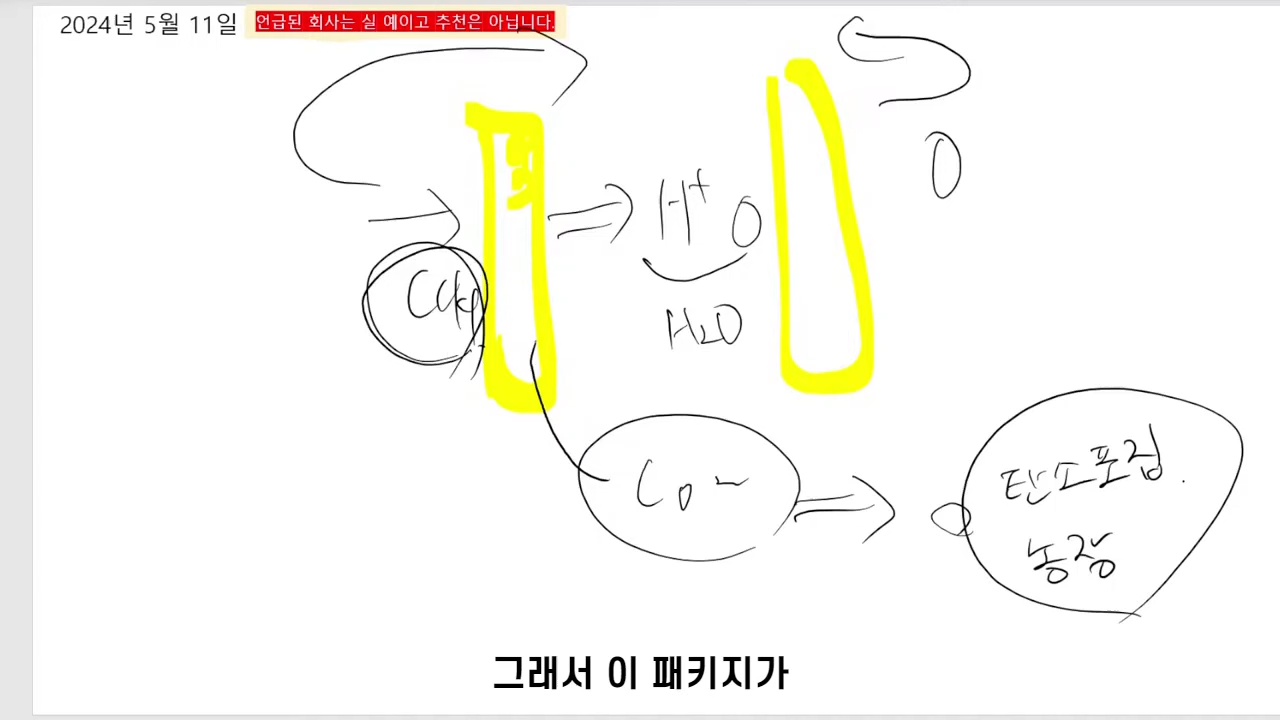 2024년 5월 11일
언급된 회사는 실 예이고 추천은 아닙니다.
O
H+ O
H2O
CO2
탄소포집.
농장
그래서 이 패키지가